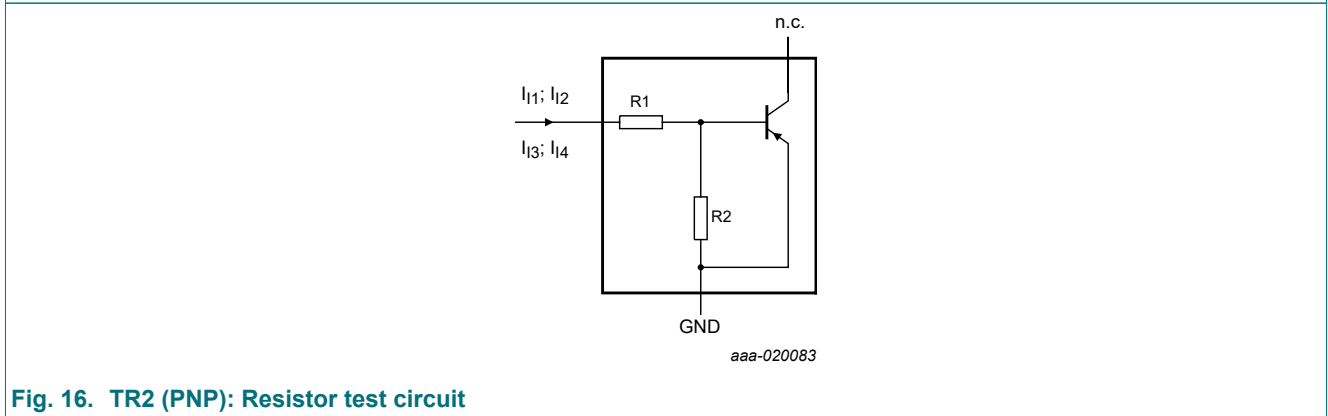 n.c.
I_I1; I_I2
R1
I_I3; I_I4
R2
GND
aaa-020083
Fig. 16. TR2 (PNP): Resistor test circuit